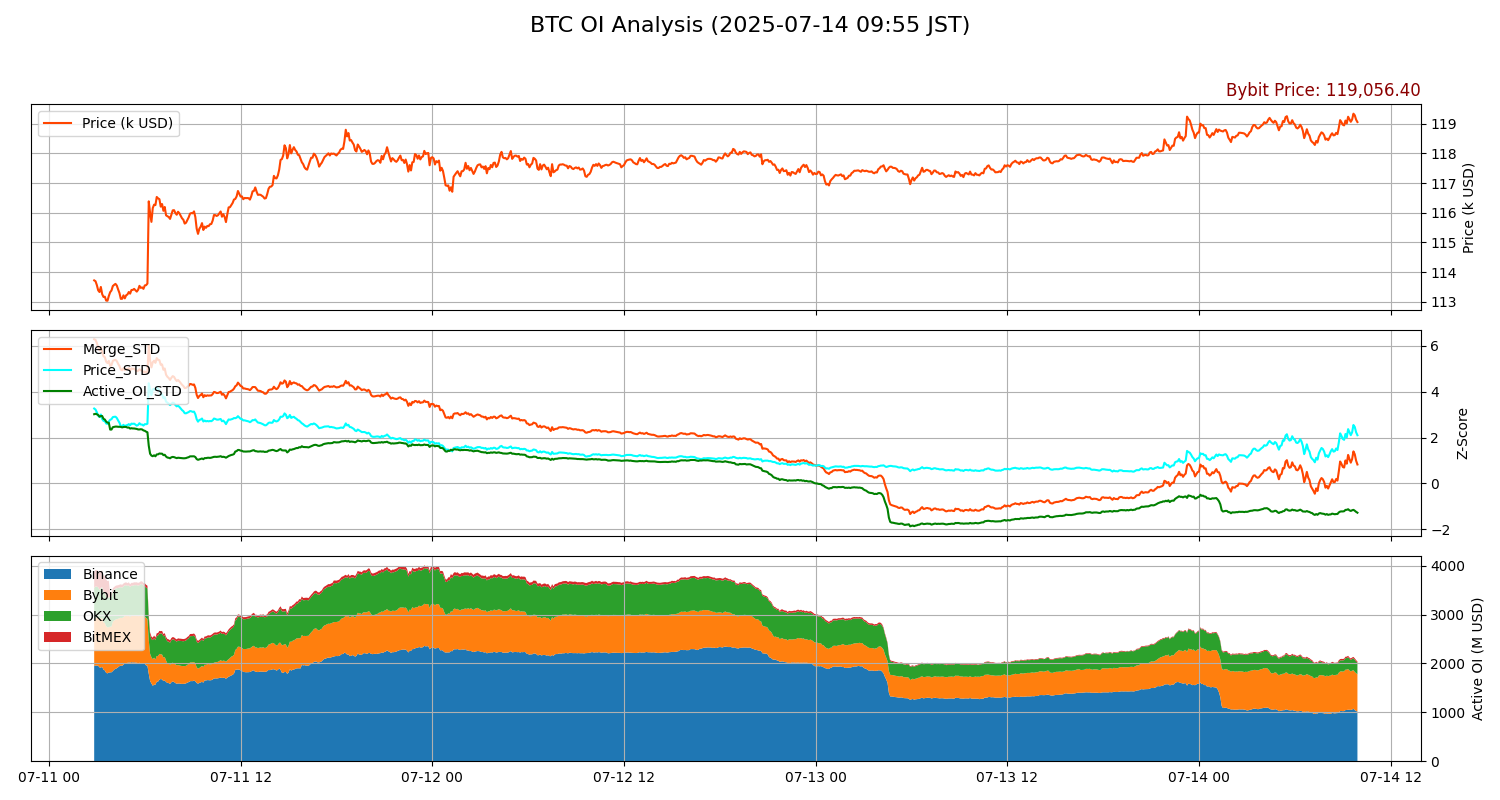 BTC OI Analysis (2025-07-14 09:55 JST)
Bybit Price: 119,056.40
Price (k USD)
119
118
117
116
115
114
113
Price (k USD)
Merge_STD
Price_STD
Active_OI_STD
6
4
2
0
−2
Z-Score
Binance
Bybit
OKX
BitMEX
4000
3000
2000
1000
0
Active OI (M USD)
07-11 00
07-11 12
07-12 00
07-12 12
07-13 00
07-13 12
07-14 00
07-14 12